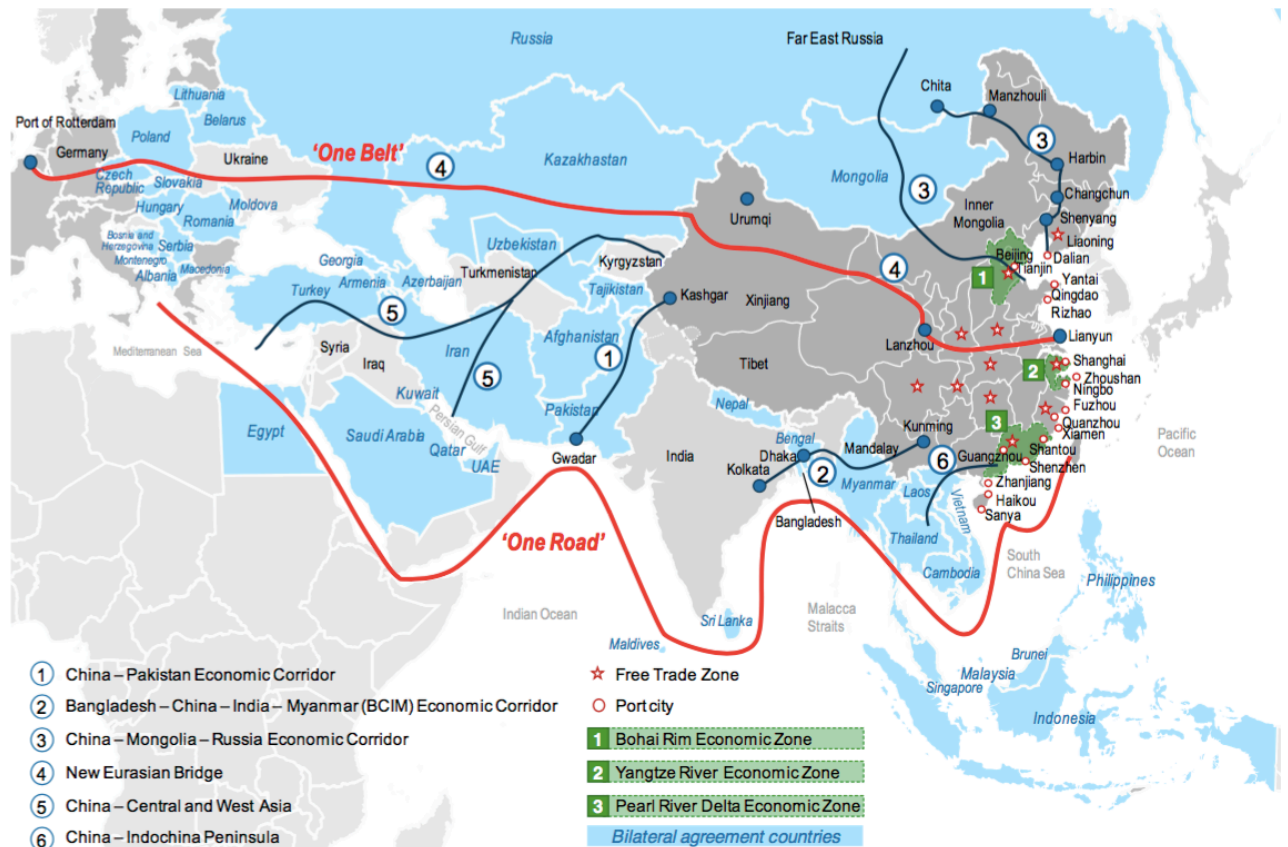 Russia
Far East Russia
Chita
Manzhouli
Lithuania
Port of Rotterdam
Belarus
Poland
Germany
Ukraine
'One Belt'
4
Kazakhstan
3
Harbin
Mongolia
3
Czech
Republic
Slovakia
Changchun
Hungary
Moldova
Romania
Urumqi
Inner
Mongolia
Shenyang
Bosnia and
Herzegovina
Serbia
Montenegro
Macedonia
Albania
Uzbekistan
Liaoning
Georgia
Armenia
Azerbaijan
Turkmenistan
Kyrgyzstan
Beijing
Tianjin
Dalian
4
1
Turkey
Tajikistan
Kashgar
Xinjiang
Yantai
Qingdao
Rizhao
5
Afghanistan
Lanzhou
Lianyun
Mediterranean Sea
Syria
Iran
1
Iraq
Tibet
Shanghai
2
Zhoushan
Ningbo
5
Kuwait
Pakistan
Nepal
Fuzhou
Persian Gulf
3
Quanzhou
Egypt
Saudi Arabia
Qatar
UAE
Gwadar
India
Bengal
Dhaka
Mandalay
Kunming
Xiamen
Pacific
Ocean
Kolkata
2
6
Guangzhou
Shantou
Shenzhen
Myanmar
Laos
Zhanjiang
Haikou
Sanya
Vietnam
Bangladesh
'One Road'
Thailand
South
China Sea
Cambodia
Philippines
Indian Ocean
Malacca
Straits
Sri Lanka
Maldives
Brunei
Malaysia
Singapore
Indonesia
1 China – Pakistan Economic Corridor
2 Bangladesh – China – India – Myanmar (BCIM) Economic Corridor
3 China – Mongolia – Russia Economic Corridor
4 New Eurasian Bridge
5 China – Central and West Asia
6 China – Indochina Peninsula
Free Trade Zone
Port city
1 Bohai Rim Economic Zone
2 Yangtze River Economic Zone
3 Pearl River Delta Economic Zone
Bilateral agreement countries